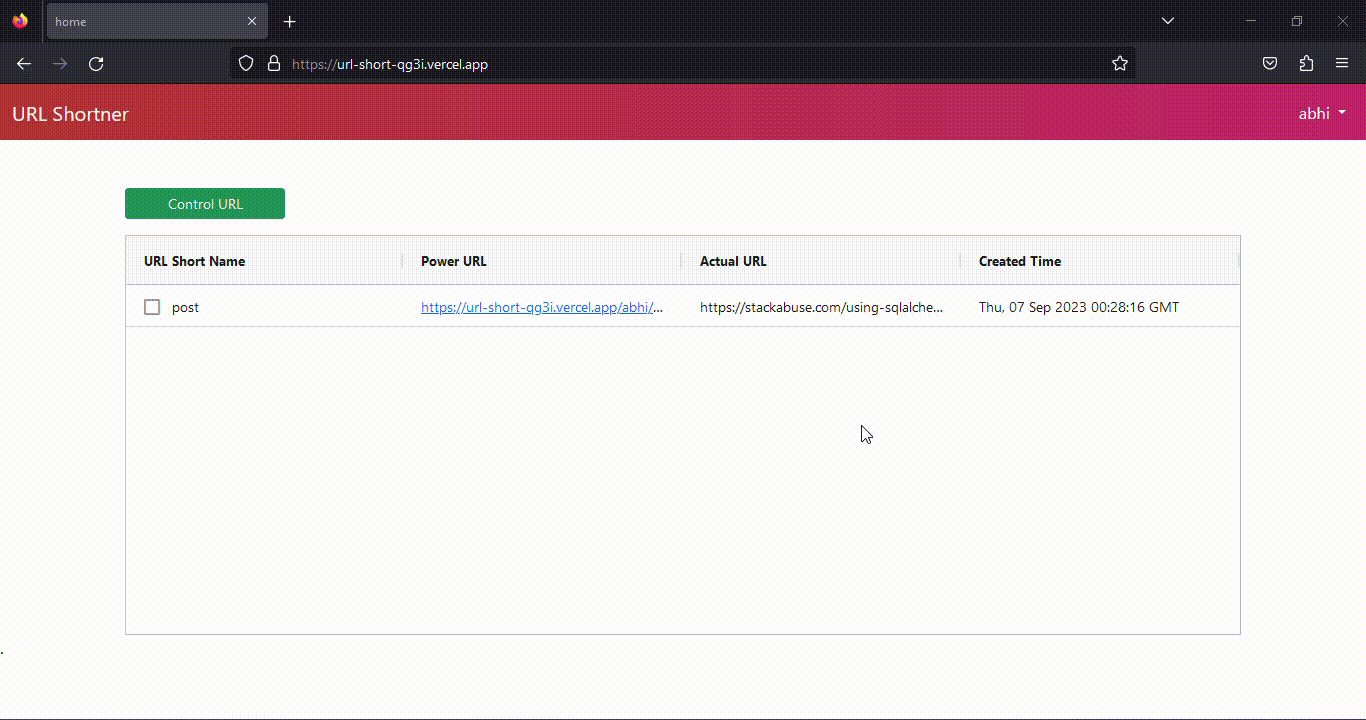 home
https://url-short-qg3i.vercel.app
URL Shortner
abhi
Control URL
URL Short Name Power URL Actual URL Created Time
post https://url-short-qg3i.vercel.app/abhi/... https://stackabuse.com/using-sqlalche... Thu, 07 Sep 2023 00:28:16 GMT
.